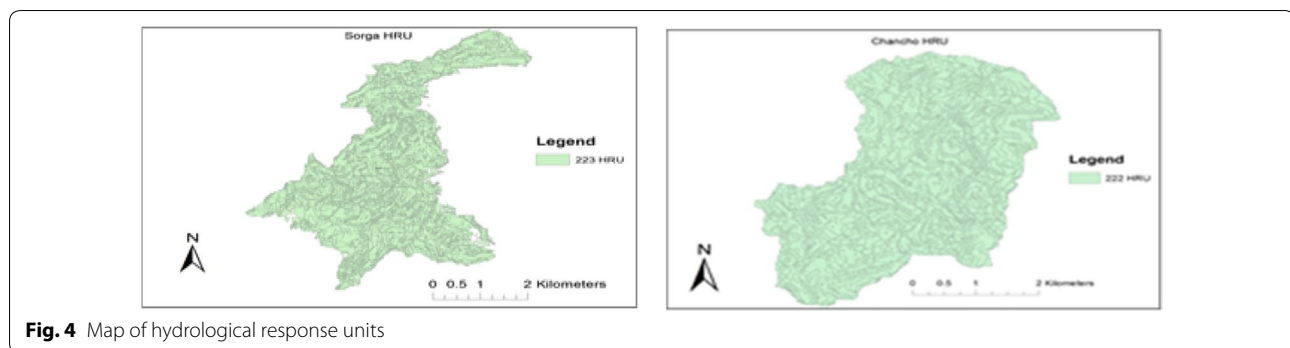 Sorga HRU
Legend
223 HRU
N
0 0.5 1 2 Kilometers
Chancho HRU
Legend
222 HRU
N
0 0.5 1 2 Kilometers
Fig. 4 Map of hydrological response units